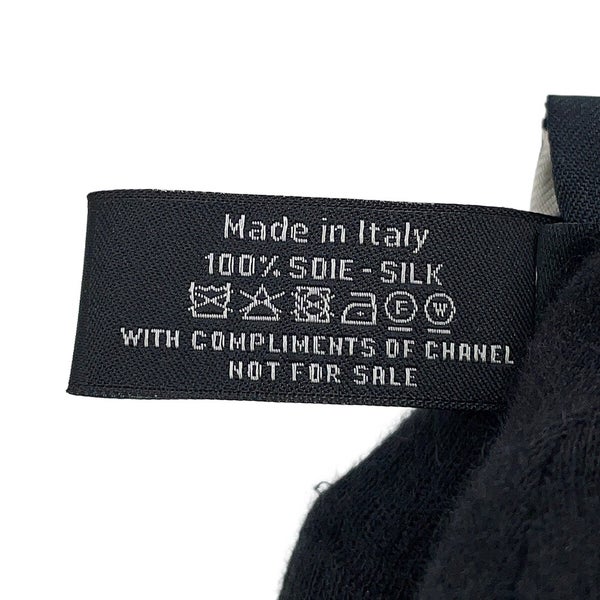 Made in Italy
100% SOIE - SILK
F W
WITH COMPLIMENTS OF CHANEL
NOT FOR SALE